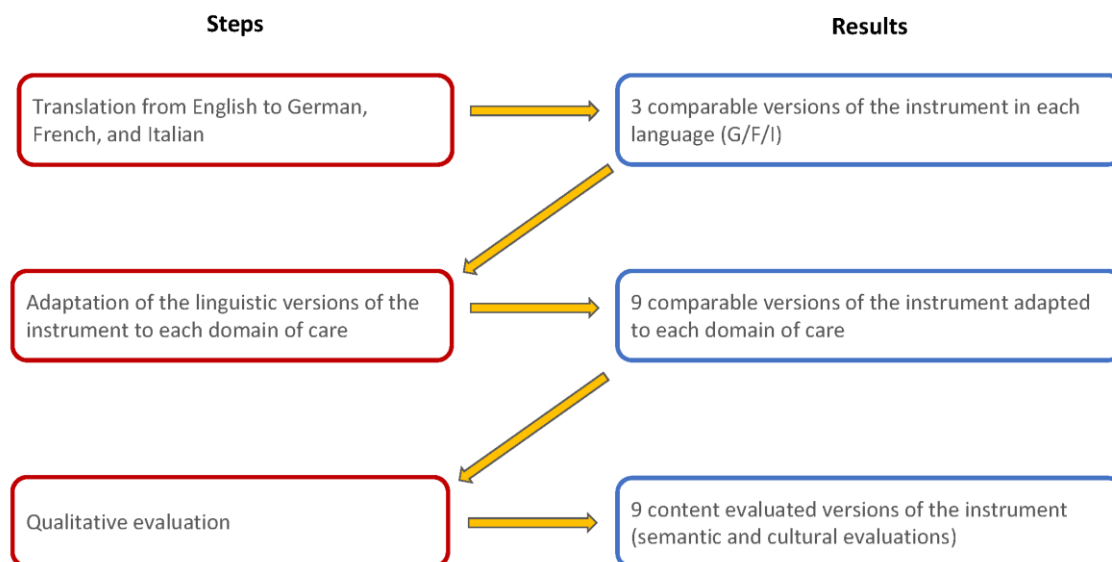 Steps
Results
Translation from English to German,
French, and Italian
3 comparable versions of the instrument in each
language (G/F/I)
Adaptation of the linguistic versions of the
instrument to each domain of care
9 comparable versions of the instrument adapted
to each domain of care
Qualitative evaluation
9 content evaluated versions of the instrument
(semantic and cultural evaluations)